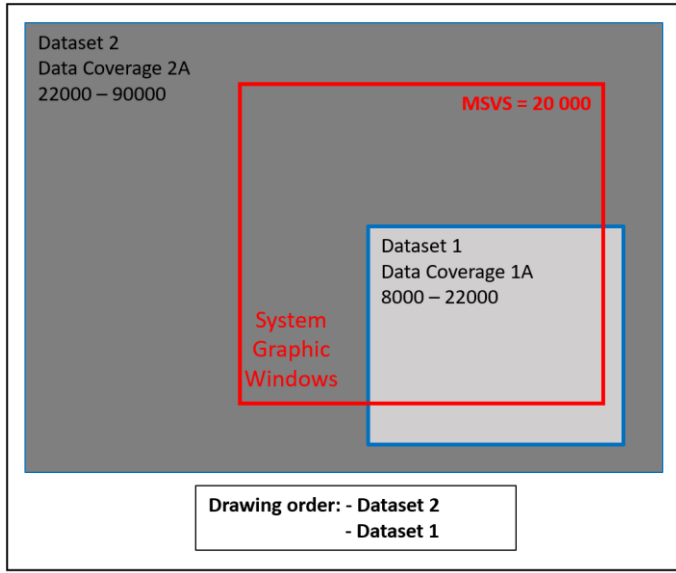 Dataset 2
Data Coverage 2A
22000 – 90000
MSVS = 20 000
Dataset 1
Data Coverage 1A
8000 – 22000
System
Graphic
Windows
Drawing order: - Dataset 2
- Dataset 1